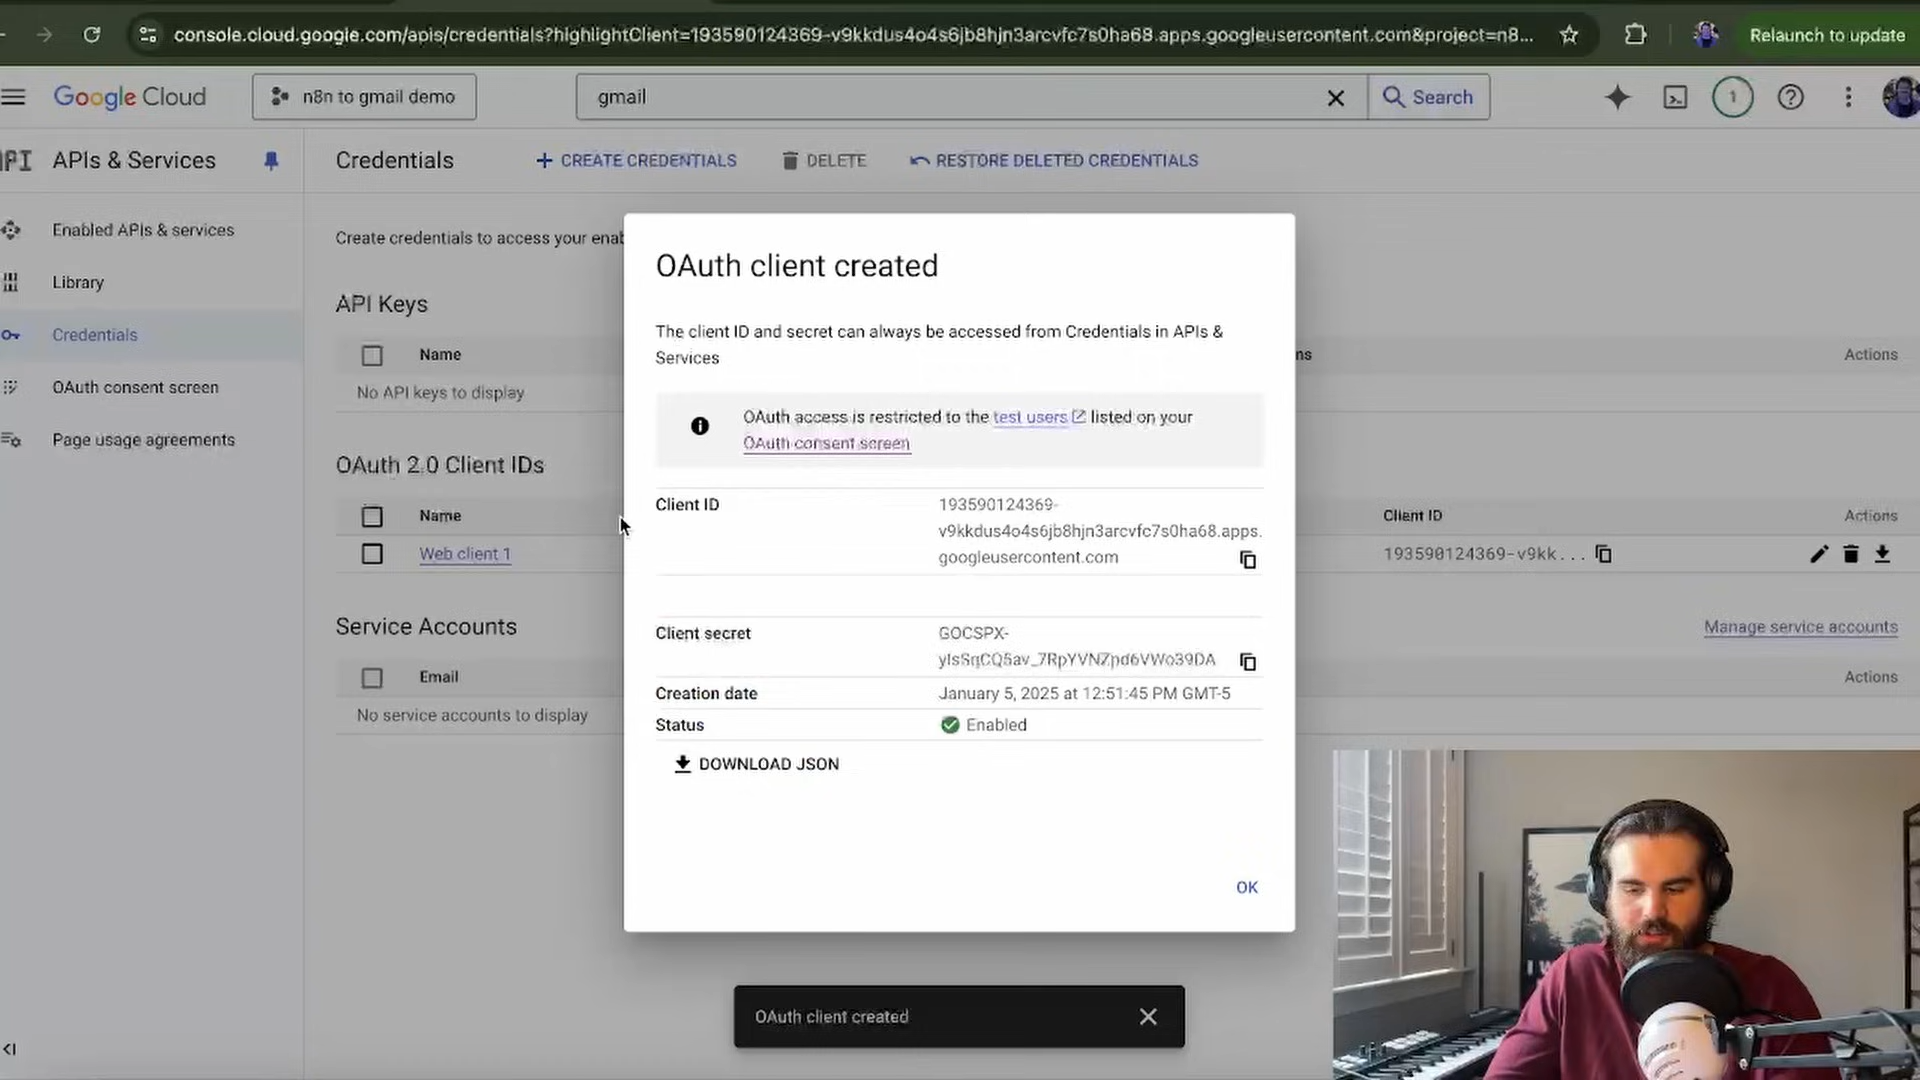 console.cloud.google.com/apis/credentials?highlightClient=193590124369-v9kkdus4o4s6jb8hjn3arcvfc7s0ha68.apps.googleusercontent.com&project=n8...
Relaunch to update
Google Cloud
n8n to gmail demo
gmail
Search
1
API
APIs & Services
Credentials
+ CREATE CREDENTIALS
DELETE
RESTORE DELETED CREDENTIALS
Enabled APIs & services
Library
Credentials
OAuth consent screen
Page usage agreements
Create credentials to access your enab
API Keys
Name
ns
Actions
No API keys to display
OAuth 2.0 Client IDs
Name
Client ID
Actions
Web client 1
193590124369-v9kk...
Service Accounts
Manage service accounts
Email
Actions
No service accounts to display
OAuth client created
The client ID and secret can always be accessed from Credentials in APIs &
Services
OAuth access is restricted to the test users listed on your
OAuth consent screen
Client ID
193590124369-
v9kkdus4o4s6jb8hjn3arcvfc7s0ha68.apps.
googleusercontent.com
Client secret
GOCSPX-
Creation date
January 5, 2025 at 12:51:45 PM GMT-5
Status
Enabled
DOWNLOAD JSON
OK
OAuth client created